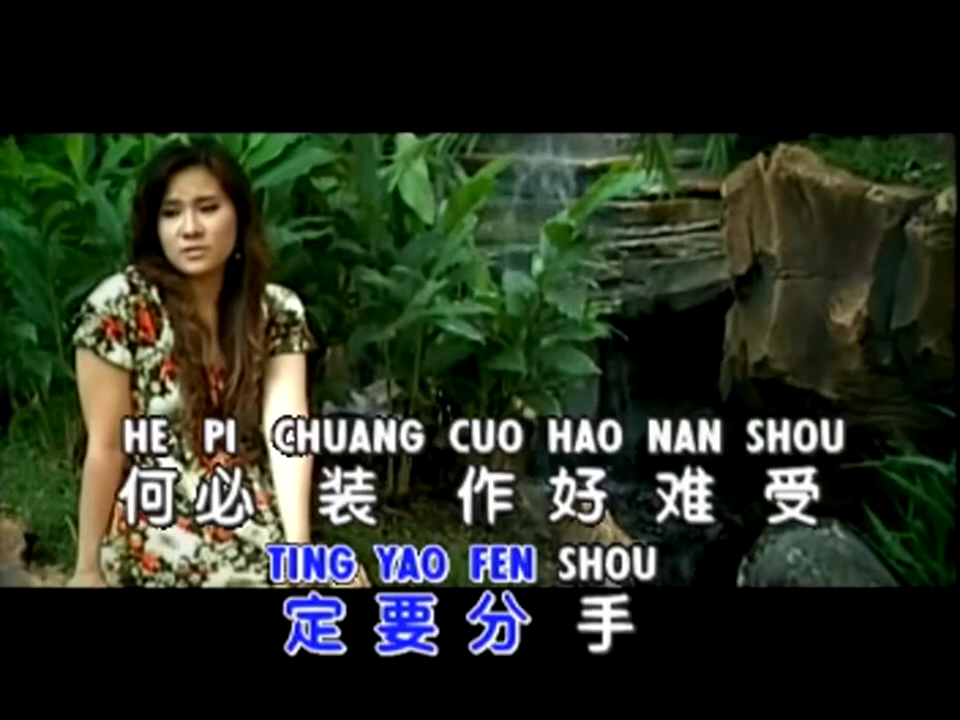 HE PI CHUANG CUO HAO NAN SHOU
何必 装 作 好 难 受
TING YAO FEN SHOU
定 要 分 手